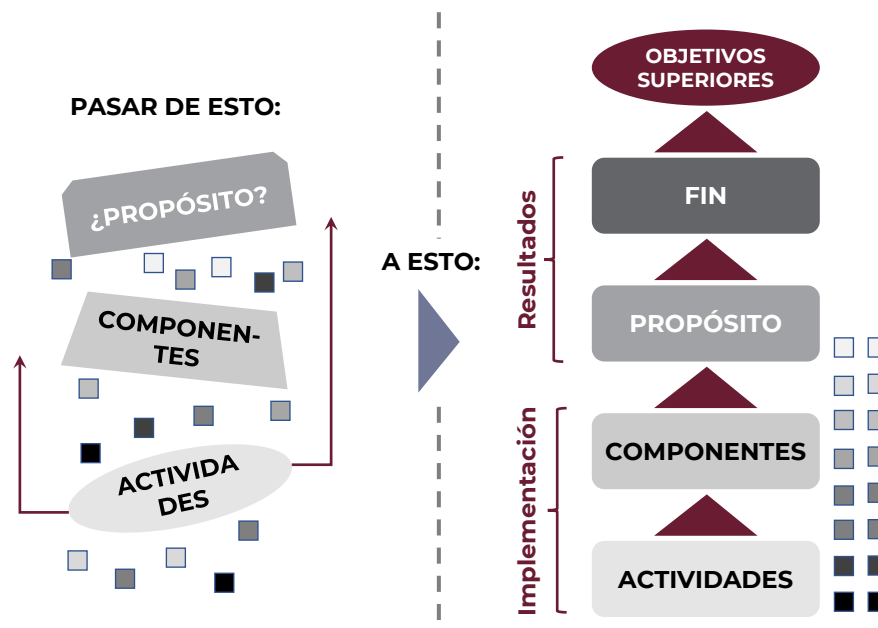 PASAR DE ESTO:
¿PROPÓSITO?
COMPONEN-
TES
ACTIVIDA
DES
A ESTO:
OBJETIVOS
SUPERIORES
Resultados
FIN
PROPÓSITO
Implementación
COMPONENTES
ACTIVIDADES